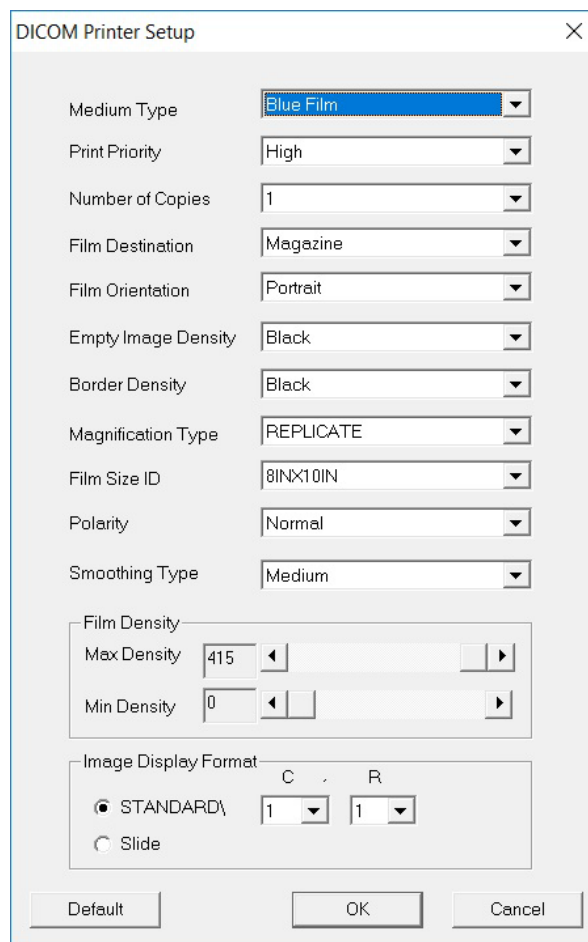 DICOM Printer Setup
Medium Type Blue Film
Print Priority High
Number of Copies 1
Film Destination Magazine
Film Orientation Portrait
Empty Image Density Black
Border Density Black
Magnification Type REPLICATE
Film Size ID 8INX10IN
Polarity Normal
Smoothing Type Medium
Film Density
Max Density 415
Min Density 0
Image Display Format
C , R
STANDARD\ 1 1
Slide
Default OK Cancel